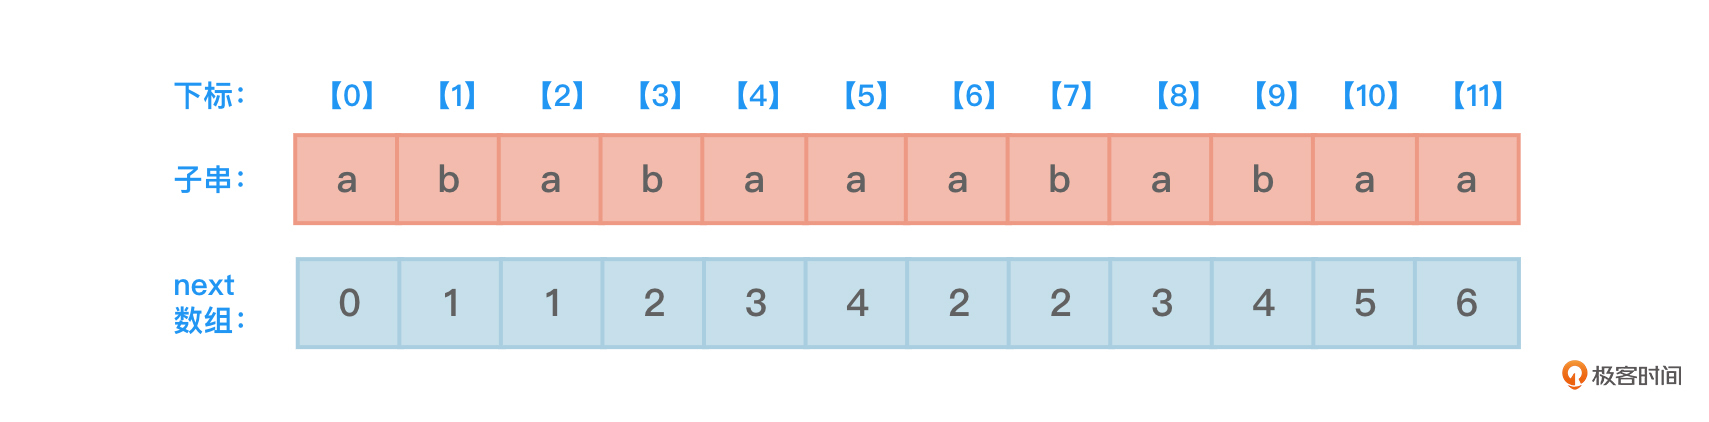 下标： 【0】 【1】 【2】 【3】 【4】 【5】 【6】 【7】 【8】 【9】 【10】 【11】
子串： a b a b a a a b a b a a
next
数组： 0 1 1 2 3 4 2 2 3 4 5 6
极客时间